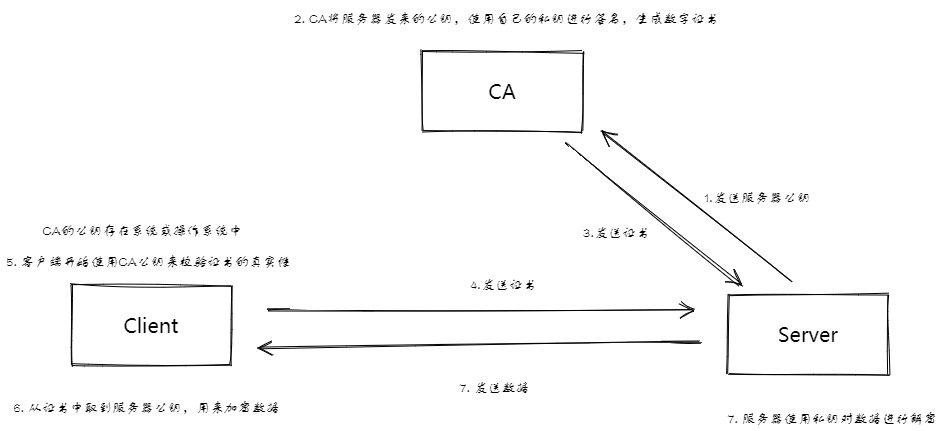 2. CA将服务器发来的公钥，使用自己的私钥进行签名，生成数字证书
CA
1.发送服务器公钥
3.发送证书
CA的公钥存在系统或操作系统中
5. 客户端开始使用CA公钥来校验证书的真实性
4.发送证书
Client
Server
7. 发送数据
6. 从证书中取到服务器公钥，用来加密数据
7. 服务器使用私钥对数据进行解密